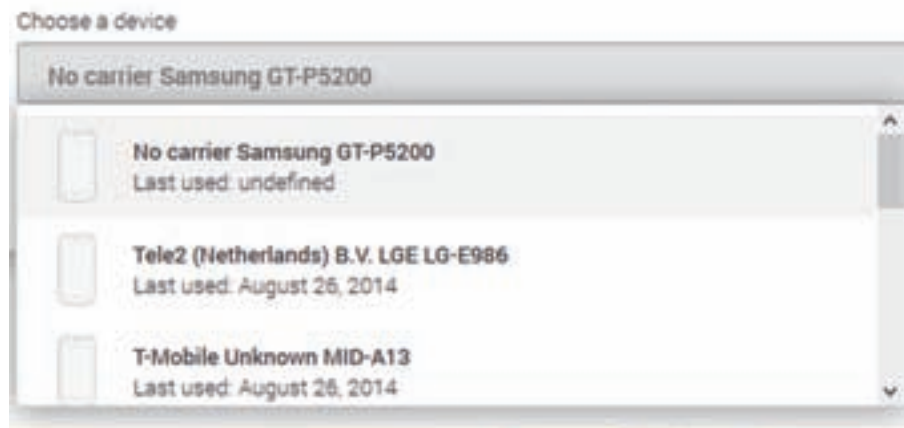 Choose a device
No carrier Samsung GT-P5200
No carrier Samsung GT-P5200
Last used: undefined
Tele2 (Netherlands) B.V. LGE LG-E986
Last used: August 26, 2014
T-Mobile Unknown MID-A13
Last used: August 26, 2014